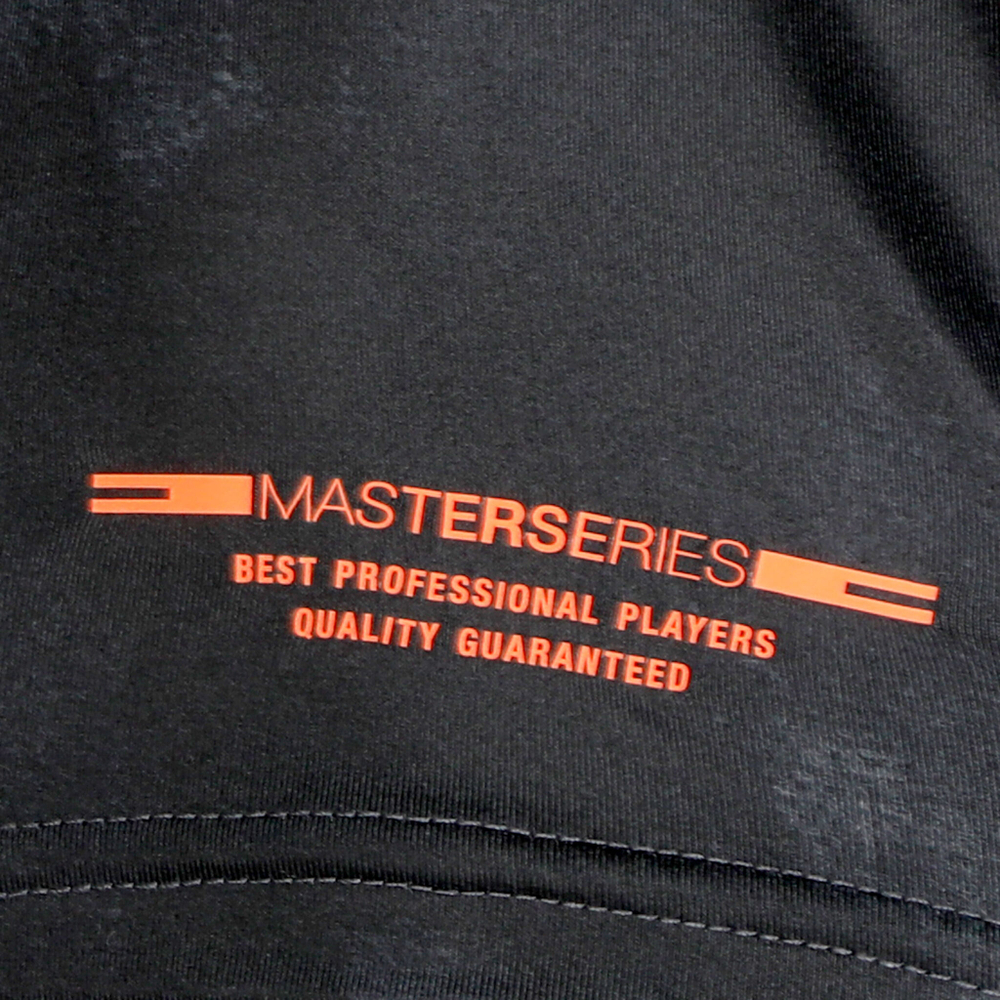 MASTERSERIES
BEST PROFESSIONAL PLAYERS
QUALITY GUARANTEED